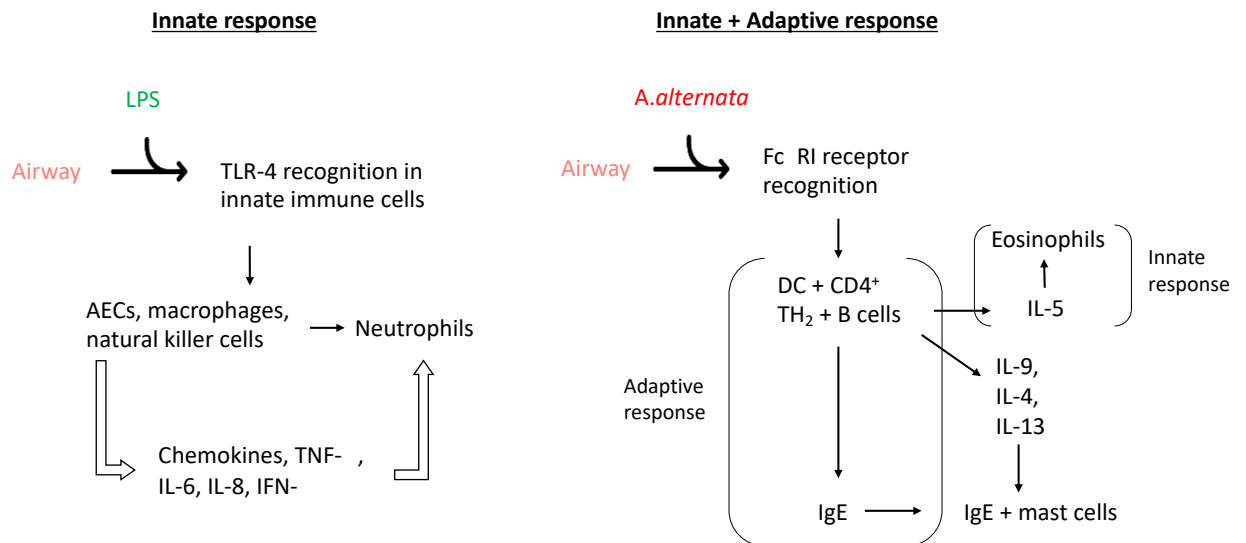 Innate response
LPS
Airway
TLR-4 recognition in
innate immune cells
AECs, macrophages,
natural killer cells
Neutrophils
Chemokines, TNF- ,
IL-6, IL-8, IFN-
Innate + Adaptive response
A.alternata
Airway
Fc RI receptor
recognition
Adaptive
response
DC + CD4⁺
TH₂ + B cells
IgE
Eosinophils
IL-5
Innate
response
IL-9,
IL-4,
IL-13
IgE + mast cells